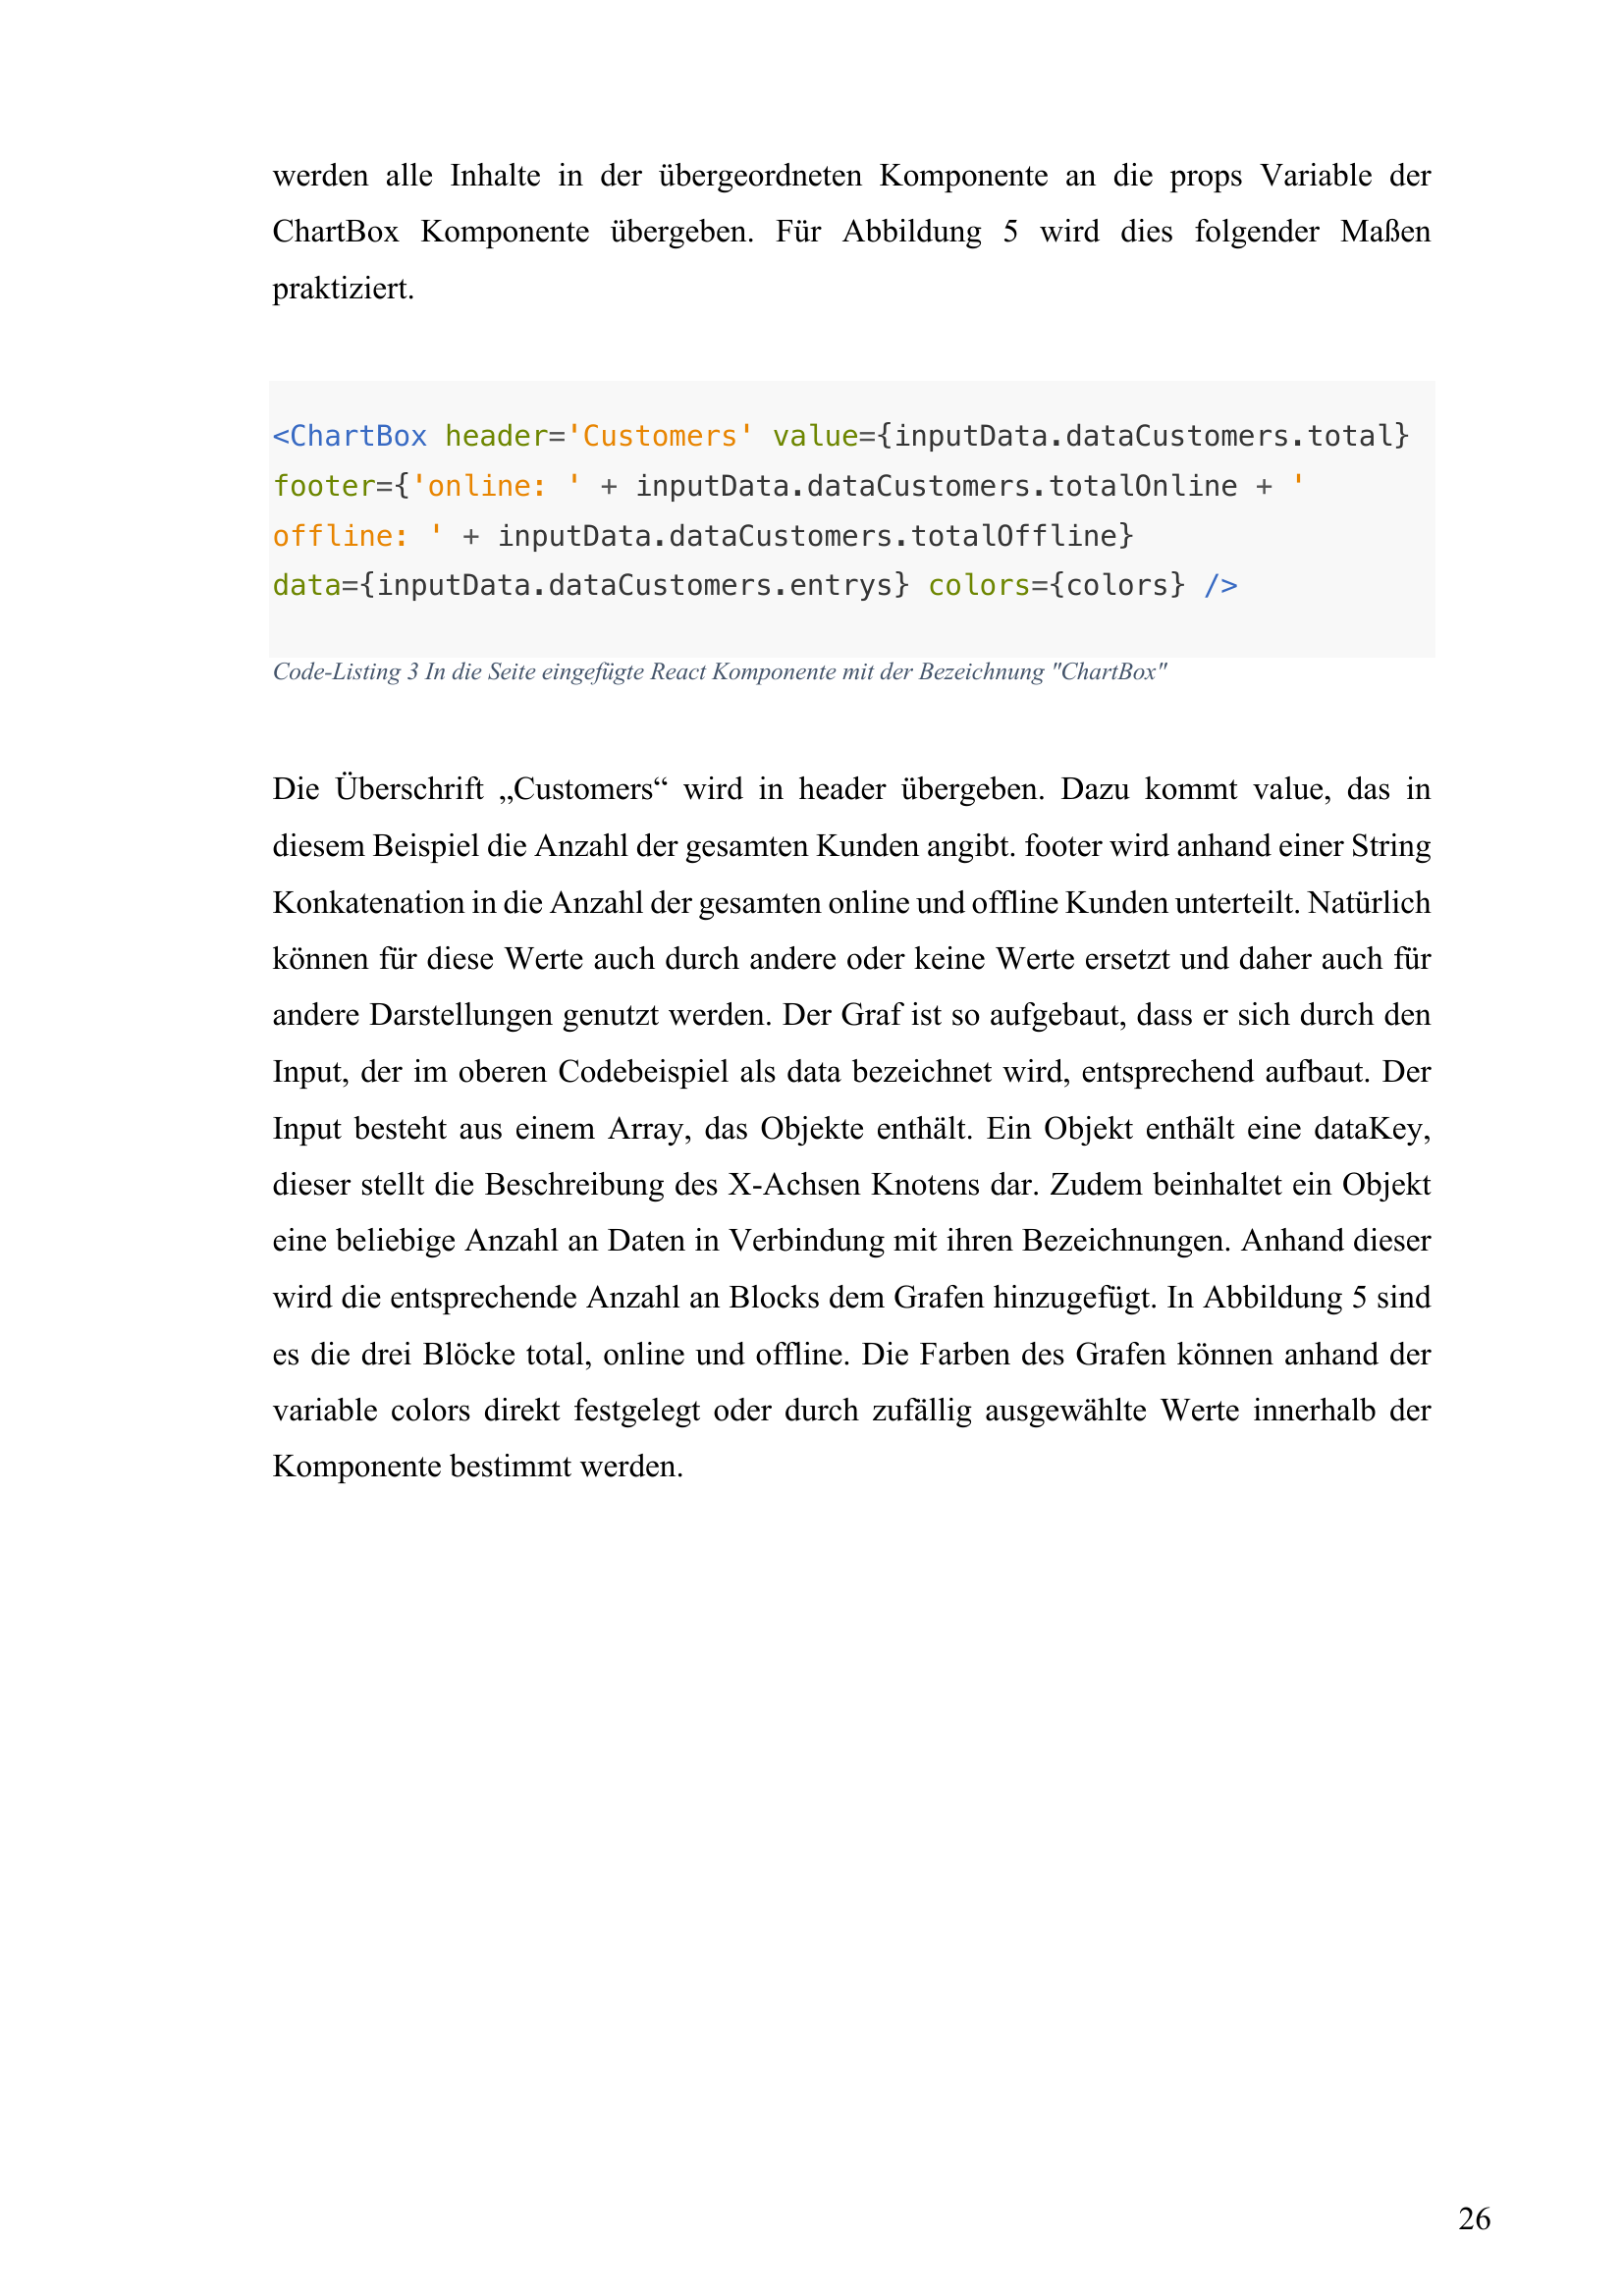 werden alle Inhalte in der übergeordneten Komponente an die props Variable der
ChartBox Komponente übergeben. Für Abbildung 5 wird dies folgender Maßen
praktiziert.
<ChartBox header='Customers' value={inputData.dataCustomers.total}
footer={'online: ' + inputData.dataCustomers.totalOnline + '
offline: ' + inputData.dataCustomers.totalOffline}
data={inputData.dataCustomers.entrys} colors={colors} />
Code-Listing 3 In die Seite eingefügte React Komponente mit der Bezeichnung "ChartBox"
Die Überschrift „Customers“ wird in header übergeben. Dazu kommt value, das in
diesem Beispiel die Anzahl der gesamten Kunden angibt. footer wird anhand einer String
Konkatenation in die Anzahl der gesamten online und offline Kunden unterteilt. Natürlich
können für diese Werte auch durch andere oder keine Werte ersetzt und daher auch für
andere Darstellungen genutzt werden. Der Graf ist so aufgebaut, dass er sich durch den
Input, der im oberen Codebeispiel als data bezeichnet wird, entsprechend aufbaut. Der
Input besteht aus einem Array, das Objekte enthält. Ein Objekt enthält eine dataKey,
dieser stellt die Beschreibung des X-Achsen Knotens dar. Zudem beinhaltet ein Objekt
eine beliebige Anzahl an Daten in Verbindung mit ihren Bezeichnungen. Anhand dieser
wird die entsprechende Anzahl an Blocks dem Grafen hinzugefügt. In Abbildung 5 sind
es die drei Blöcke total, online und offline. Die Farben des Grafen können anhand der
variable colors direkt festgelegt oder durch zufällig ausgewählte Werte innerhalb der
Komponente bestimmt werden.
26